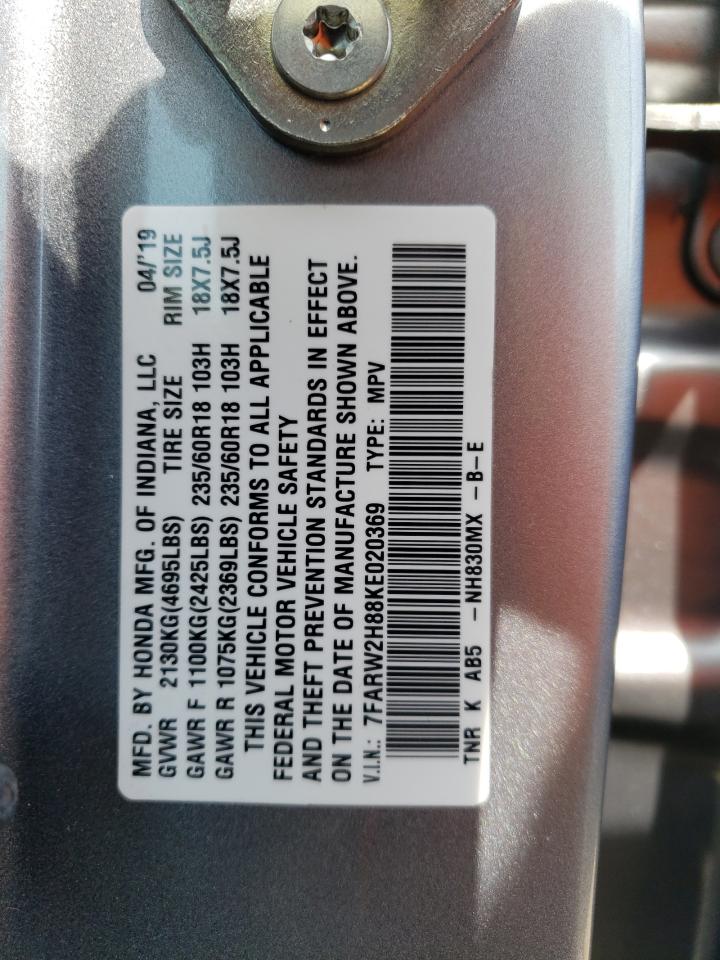 MFD. BY HONDA MFG. OF INDIANA, LLC 04/'19
GVWR 2130KG(4695LBS) TIRE SIZE RIM SIZE
GAWR F 1100KG(2425LBS) 235/60R18 103H 18X7.5J
GAWR R 1075KG(2369LBS) 235/60R18 103H 18X7.5J
THIS VEHICLE CONFORMS TO ALL APPLICABLE
FEDERAL MOTOR VEHICLE SAFETY
AND THEFT PREVENTION STANDARDS IN EFFECT
ON THE DATE OF MANUFACTURE SHOWN ABOVE.
V.I.N.: 7FARW2H88KE020369 TYPE: MPV
TNR K AB5 -NH830MX -B-E